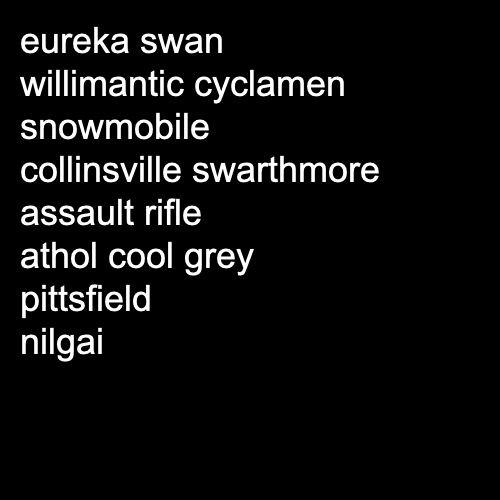 eureka swan
willimantic cyclamen
snowmobile
collinsville swarthmore
assault rifle
athol cool grey
pittsfield
nilgai